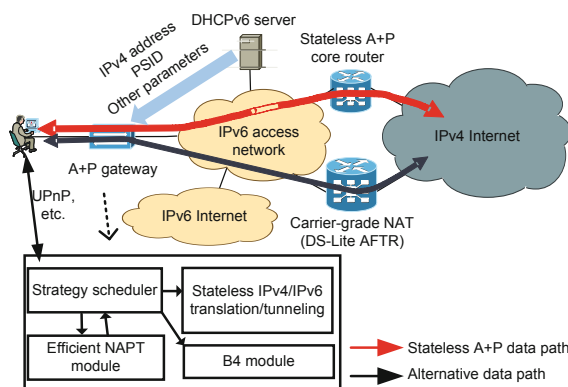 DHCPv6 server
IPv4 address
PSID
Other parameters
Stateless A+P
core router
IPv6 access
network
IPv4 Internet
A+P gateway
UPnP,
etc.
IPv6 Internet
Carrier-grade NAT
(DS-Lite AFTR)
Strategy scheduler
Stateless IPv4/IPv6
translation/tunneling
Efficient NAPT
module
B4 module
Stateless A+P data path
Alternative data path